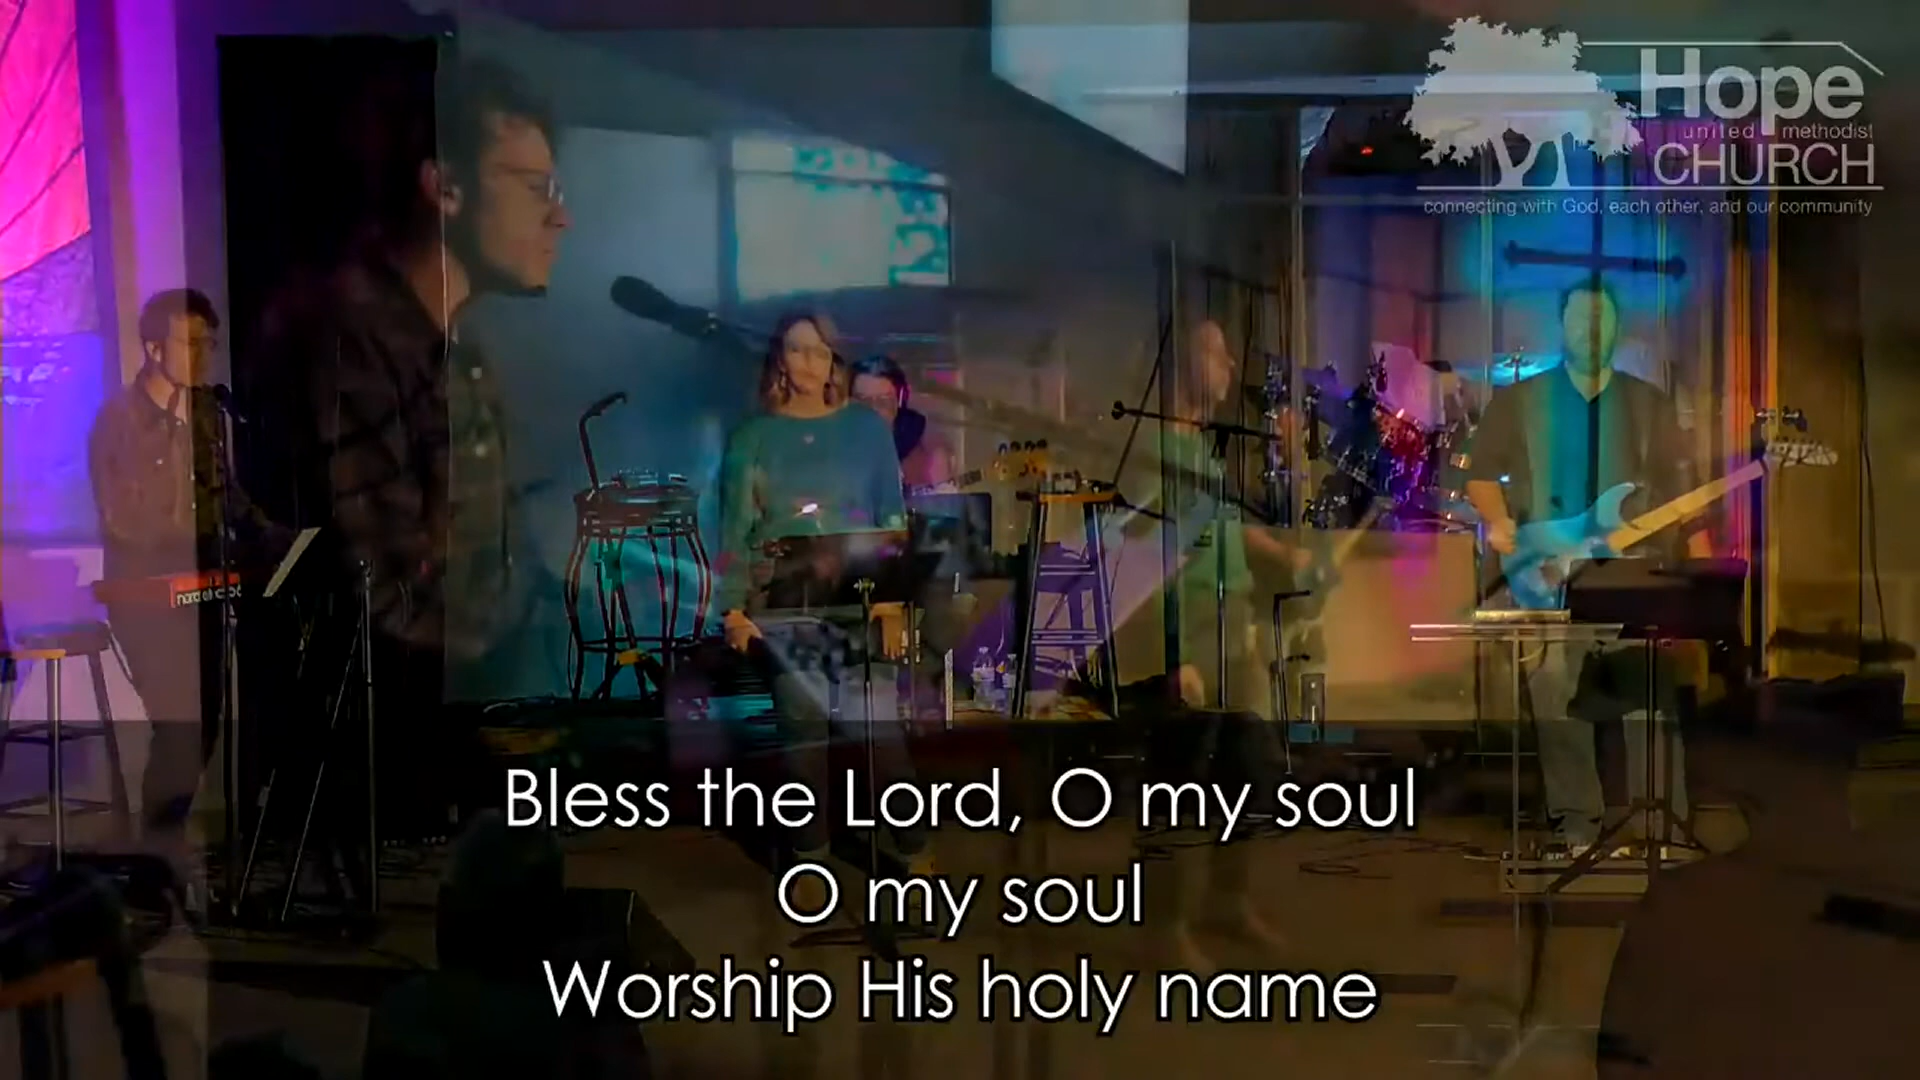 Hope
united methodist
CHURCH
connecting with God, each other, and our community
Bless the Lord, O my soul
O my soul
Worship His holy name